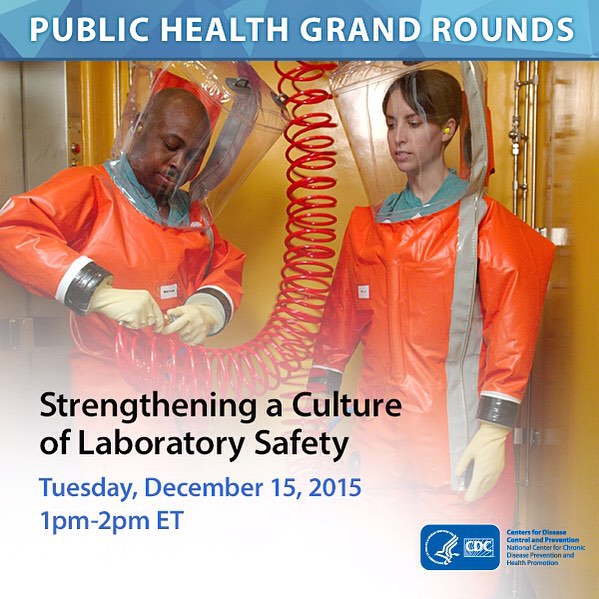 PUBLIC HEALTH GRAND ROUNDS
Strengthening a Culture
of Laboratory Safety
Tuesday, December 15, 2015
1pm-2pm ET
CDC
Centers for Disease
Control and Prevention
National Center for Chronic
Disease Prevention and
Health Promotion